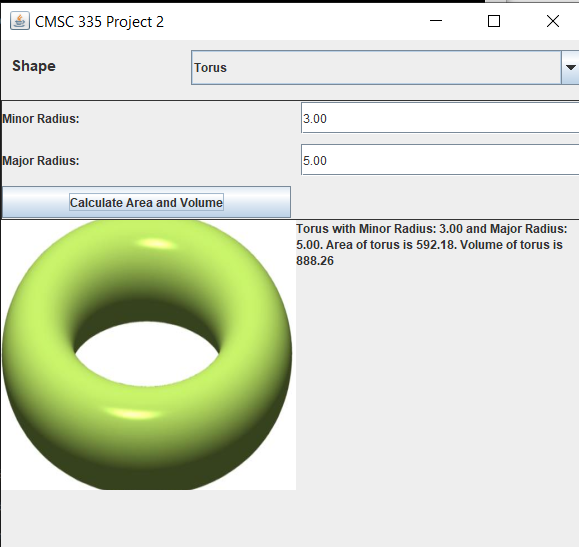 CMSC 335 Project 2
Shape
Torus
Minor Radius:
3.00
Major Radius:
5.00
Calculate Area and Volume
Torus with Minor Radius: 3.00 and Major Radius:
5.00. Area of torus is 592.18. Volume of torus is
888.26